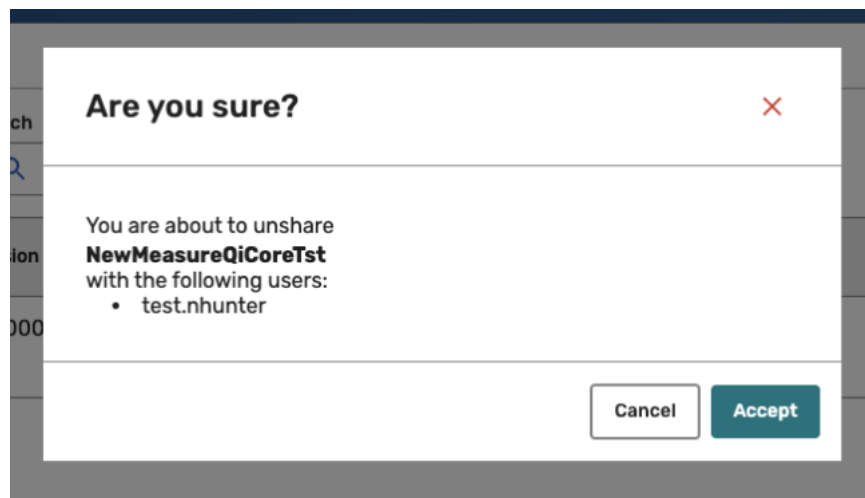 Are you sure?
ch
sion
000
You are about to unshare
NewMeasureQiCoreTst
with the following users:
• test.nhunter
Cancel
Accept